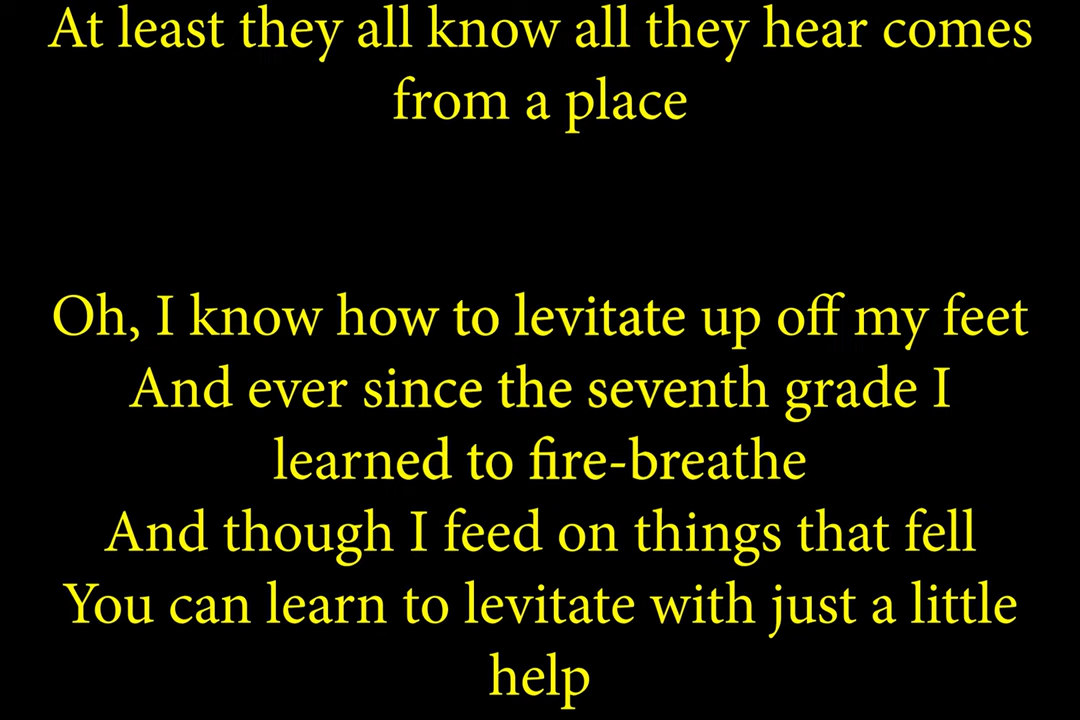 At least they all know all they hear comes
from a place
Oh, I know how to levitate up off my feet
And ever since the seventh grade I
learned to fire-breathe
And though I feed on things that fell
You can learn to levitate with just a little
help